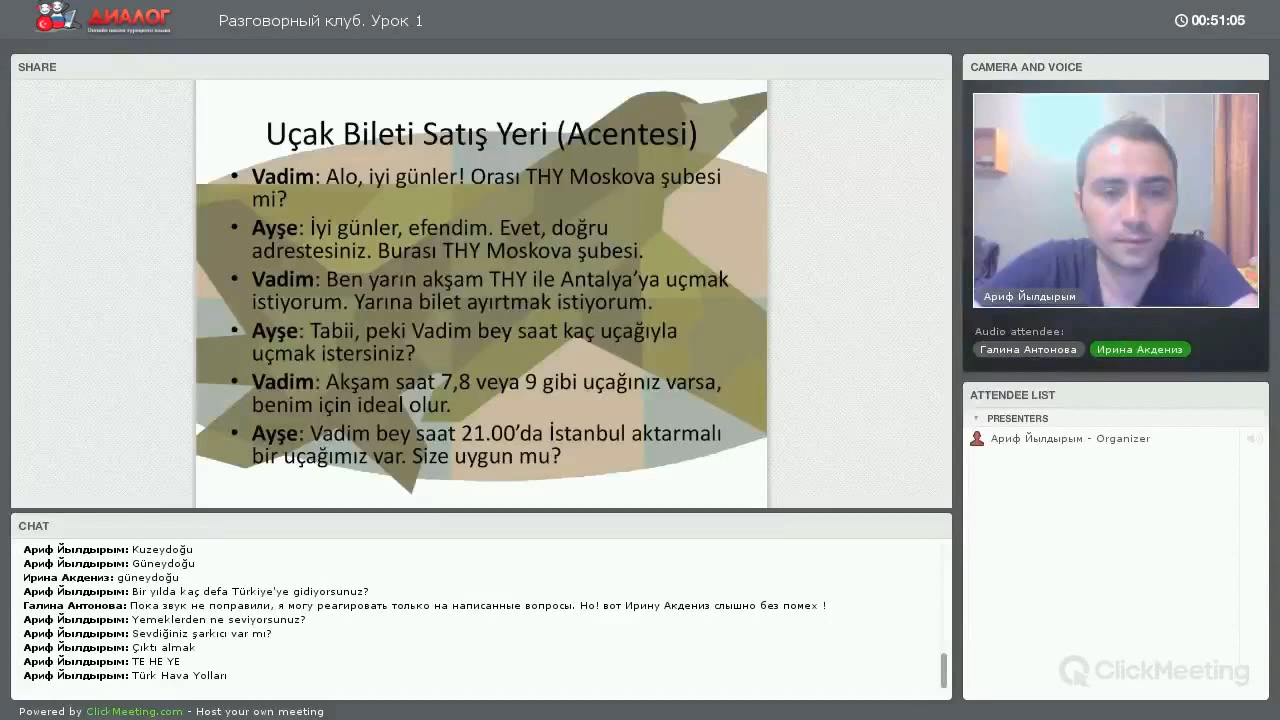 ДИАЛОГ
Онлайн школа турецкого языка
Разговорный клуб. Урок 1
00:51:05
SHARE
Uçak Bileti Satış Yeri (Acentesi)
• Vadim: Alo, iyi günler! Orası THY Moskova şubesi
mi?
• Ayşe: İyi günler, efendim. Evet, doğru
adrestesiniz. Burası THY Moskova şubesi.
• Vadim: Ben yarın akşam THY ile Antalya’ya uçmak
istiyorum. Yarına bilet ayırtmak istiyorum.
• Ayşe: Tabii, peki Vadim bey saat kaç uçağıyla
uçmak istersiniz?
• Vadim: Akşam saat 7,8 veya 9 gibi uçağınız varsa,
benim için ideal olur.
• Ayşe: Vadim bey saat 21.00’da İstanbul aktarmalı
bir uçağımız var. Size uygun mu?
CHAT
Ариф Йылдырым: Kuzeydoğu
Ариф Йылдырым: Güneydoğu
Ирина Акдениз: güneydoğu
Ариф Йылдырым: Bir yılda kaç defa Türkiye'ye gidiyorsunuz?
Галина Антонова: Пока звук не поправили, я могу реагировать только на написанные вопросы. Но! вот Ирину Акдениз слышно без помех !
Ариф Йылдырым: Yemeklerden ne seviyorsunuz?
Ариф Йылдырым: Sevdiğiniz şarkıcı var mı?
Ариф Йылдырым: Çıktı almak
Ариф Йылдырым: TE HE YE
Ариф Йылдырым: Türk Hava Yolları
CAMERA AND VOICE
Ариф Йылдырым
Audio attendee:
Галина Антонова Ирина Акдениз
ATTENDEE LIST
PRESENTERS
Ариф Йылдырым - Organizer
ClickMeeting
Powered by ClickMeeting.com - Host your own meeting